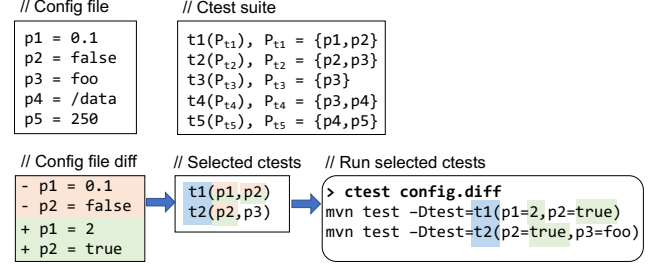 // Config file
p1 = 0.1
p2 = false
p3 = foo
p4 = /data
p5 = 250
// Ctest suite
t1(Pt1), Pt1 = {p1,p2}
t2(Pt2), Pt2 = {p2,p3}
t3(Pt3), Pt3 = {p3}
t4(Pt4), Pt4 = {p3,p4}
t5(Pt5), Pt5 = {p4,p5}
// Config file diff
- p1 = 0.1
- p2 = false
+ p1 = 2
+ p2 = true
// Selected ctests
t1(p1,p2)
t2(p2,p3)
// Run selected ctests
> ctest config.diff
mvn test –Dtest=t1(p1=2,p2=true)
mvn test –Dtest=t2(p2=true,p3=foo)